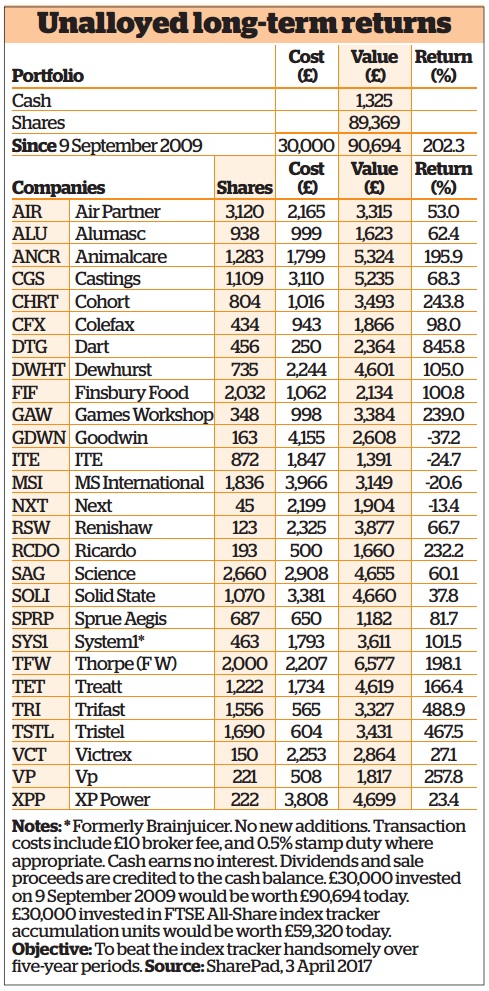 Unalloyed long-term returns
Portfolio Cost (£) Value (£) Return (%)
Cash 1,325
Shares 89,369
Since 9 September 2009 30,000 90,694 202.3
Companies Shares Cost (£) Value (£) Return (%)
AIR Air Partner 3,120 2,165 3,315 53.0
ALU Alumasc 938 999 1,623 62.4
ANCR Animalcare 1,283 1,799 5,324 195.9
CGS Castings 1,109 3,110 5,235 68.3
CHRT Cohort 804 1,016 3,493 243.8
CFX Colefax 434 943 1,866 98.0
DTG Dart 456 250 2,364 845.8
DWHT Dewhurst 735 2,244 4,601 105.0
FIF Finsbury Food 2,032 1,062 2,134 100.8
GAW Games Workshop 348 998 3,384 239.0
GDWN Goodwin 163 4,155 2,608 -37.2
ITE ITE 872 1,847 1,391 -24.7
MSI MS International 1,836 3,966 3,149 -20.6
NXT Next 45 2,199 1,904 -13.4
RSW Renishaw 123 2,325 3,877 66.7
RCDO Ricardo 193 500 1,660 232.2
SAG Science 2,660 2,908 4,655 60.1
SOLI Solid State 1,070 3,381 4,660 37.8
SPRP Sprue Aegis 687 650 1,182 81.7
SYS1 System1* 463 1,793 3,611 101.5
TFW Thorpe (F W) 2,000 2,207 6,577 198.1
TET Treatt 1,222 1,734 4,619 166.4
TRI Trifast 1,556 565 3,327 488.9
TSTL Tristel 1,690 604 3,431 467.5
VCT Victrex 150 2,253 2,864 27.1
VP Vp 221 508 1,817 257.8
XPP XP Power 222 3,808 4,699 23.4
Notes: * Formerly Brainjuicer. No new additions. Transaction
costs include £10 broker fee, and 0.5% stamp duty where
appropriate. Cash earns no interest. Dividends and sale
proceeds are credited to the cash balance. £30,000 invested
on 9 September 2009 would be worth £90,694 today.
£30,000 invested in FTSE All-Share index tracker
accumulation units would be worth £59,320 today.
Objective: To beat the index tracker handsomely over
five-year periods. Source: SharePad, 3 April 2017